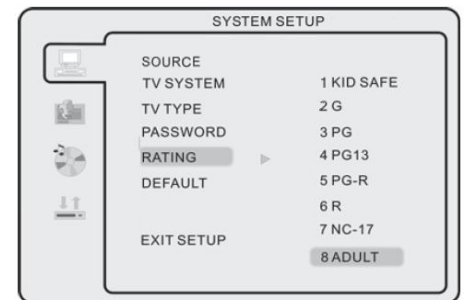 SYSTEM SETUP
SOURCE
TV SYSTEM
TV TYPE
PASSWORD
RATING
DEFAULT
EXIT SETUP
1 KID SAFE
2 G
3 PG
4 PG13
5 PG-R
6 R
7 NC-17
8 ADULT